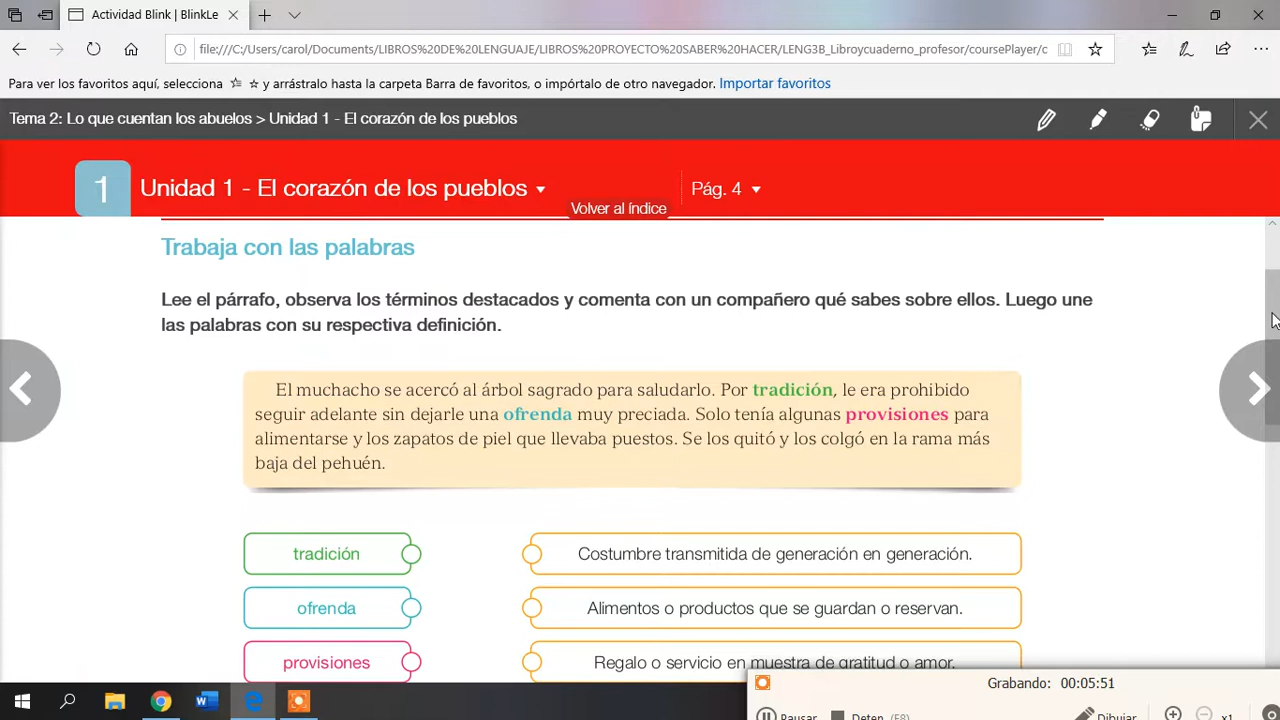 Actividad Blink | BlinkLe
file:///C:/Users/carol/Documents/LIBROS%20DE%20LENGUAJE/LIBROS%20PROYECTO%20SABER%20HACER/LENG3B_Libroycuaderno_profesor/coursePlayer/c
Para ver los favoritos aquí, selecciona ☆ y arrástralo hasta la carpeta Barra de favoritos, o impórtalo de otro navegador. Importar favoritos
Tema 2: Lo que cuentan los abuelos > Unidad 1 - El corazón de los pueblos
1 Unidad 1 - El corazón de los pueblos Pág. 4
Volver al índice
Trabaja con las palabras
Lee el párrafo, observa los términos destacados y comenta con un compañero qué sabes sobre ellos. Luego une
las palabras con su respectiva definición.
El muchacho se acercó al árbol sagrado para saludarlo. Por tradición, le era prohibido
seguir adelante sin dejarle una ofrenda muy preciada. Solo tenía algunas provisiones para
alimentarse y los zapatos de piel que llevaba puestos. Se los quitó y los colgó en la rama más
baja del pehuén.
tradición Costumbre transmitida de generación en generación.
ofrenda Alimentos o productos que se guardan o reservan.
provisiones Regalo o servicio en muestra de gratitud o amor.
Grabando: 00:05:51
Pausar Deten (F8) Dibujar x1